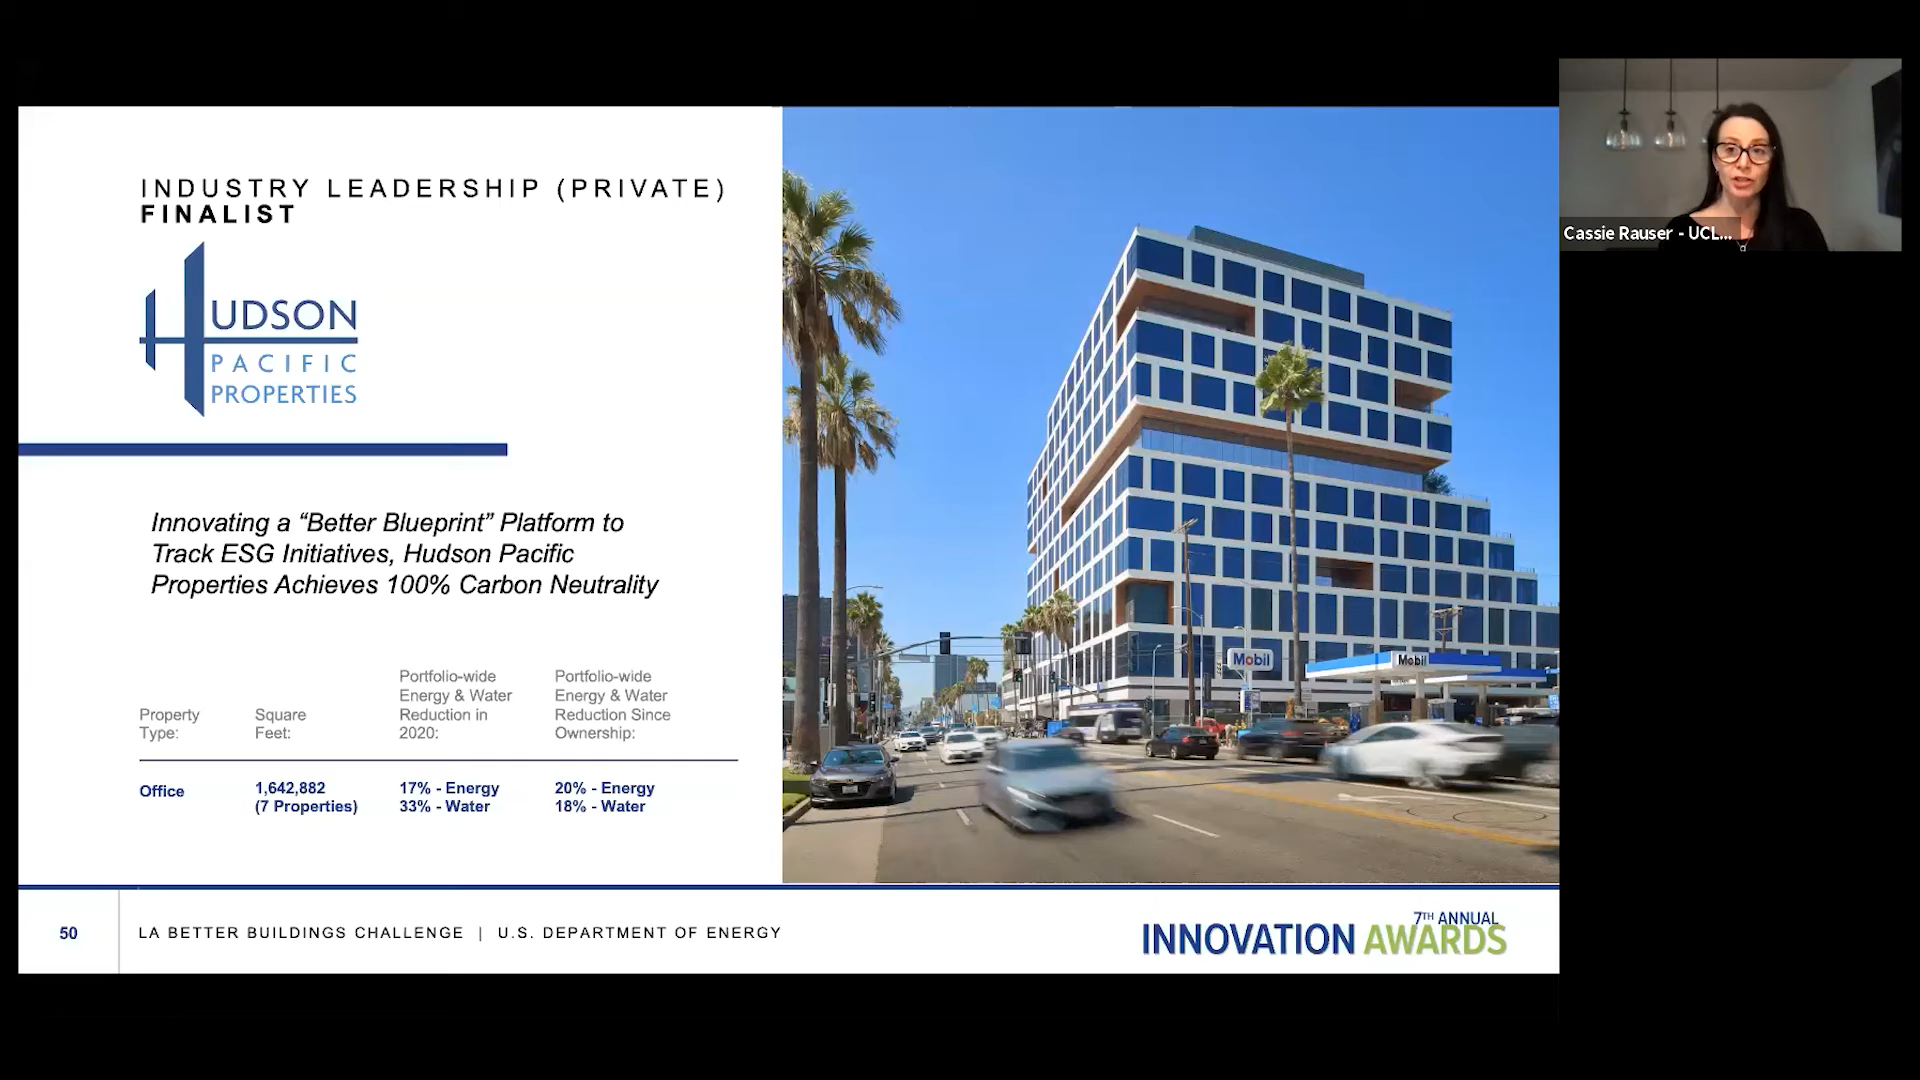 INDUSTRY LEADERSHIP (PRIVATE)
FINALIST
HUDSON
PACIFIC
PROPERTIES
Innovating a “Better Blueprint” Platform to
Track ESG Initiatives, Hudson Pacific
Properties Achieves 100% Carbon Neutrality
Property
Type:
Square
Feet:
Portfolio-wide
Energy & Water
Reduction in
2020:
Portfolio-wide
Energy & Water
Reduction Since
Ownership:
Office
1,642,882
(7 Properties)
17% - Energy
33% - Water
20% - Energy
18% - Water
Mobil
Mobil
50
LA BETTER BUILDINGS CHALLENGE | U.S. DEPARTMENT OF ENERGY
7TH ANNUAL
INNOVATION AWARDS
Cassie Rauser - UCL...